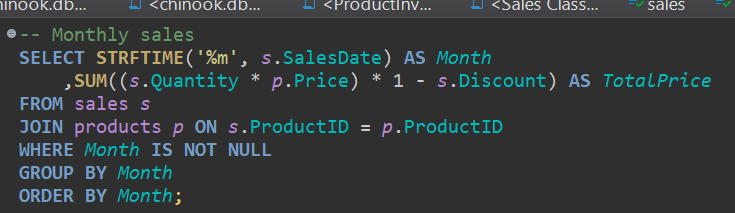 inook.db... <chinook.db... <ProductInv... <Sales Class... sales
-- Monthly sales
SELECT STRFTIME('%m', s.SalesDate) AS Month
,SUM((s.Quantity * p.Price) * 1 - s.Discount) AS TotalPrice
FROM sales s
JOIN products p ON s.ProductID = p.ProductID
WHERE Month IS NOT NULL
GROUP BY Month
ORDER BY Month;